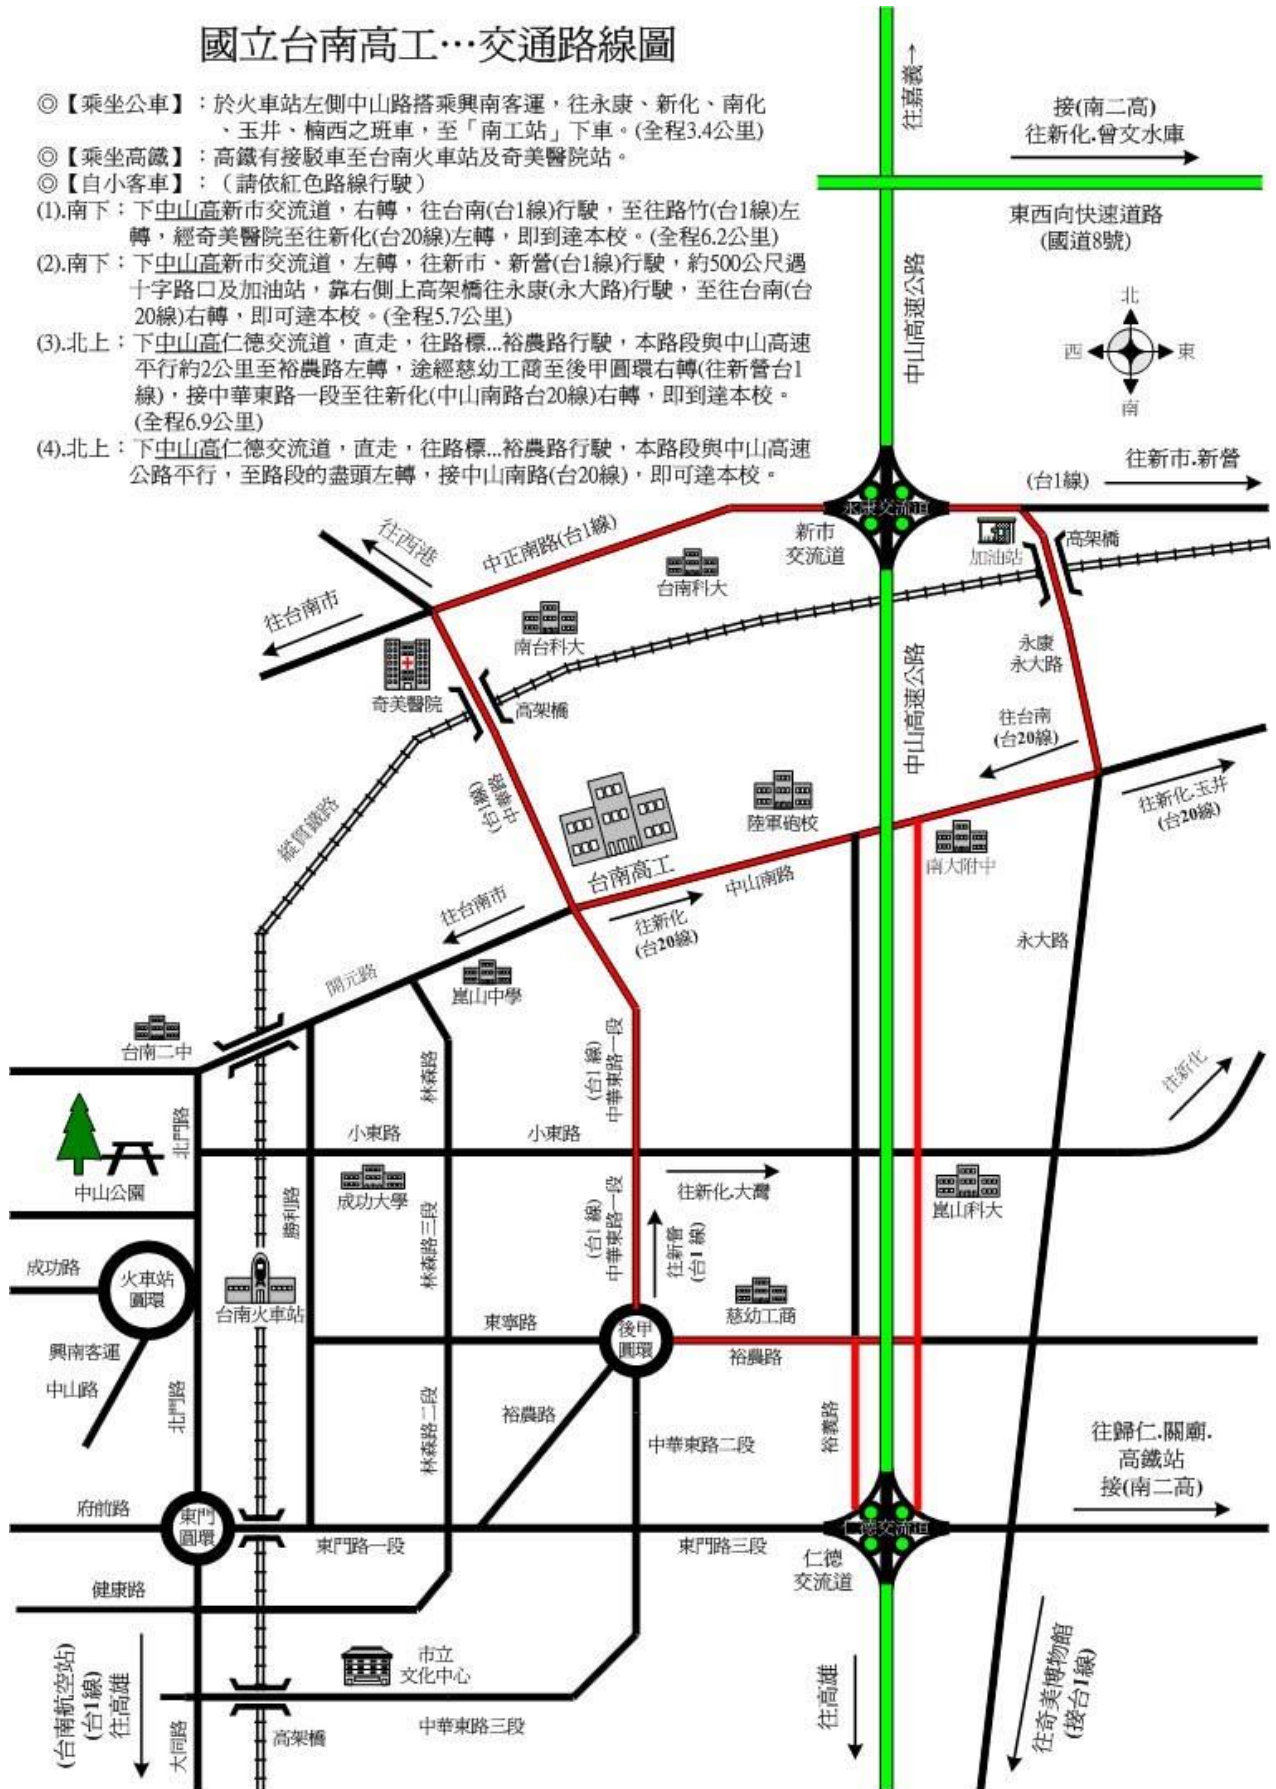 國立台南高工…交通路線圖
◎【乘坐公車】：於火車站左側中山路搭乘興南客運，往永康、新化、南化
、玉井、楠西之班車，至「南工站」下車。(全程3.4公里)
◎【乘坐高鐵】：高鐵有接駁車至台南火車站及奇美醫院站。
◎【自小客車】：（請依紅色路線行駛）
(1).南下：下中山高新市交流道，右轉，往台南(台1線)行駛，至往路竹(台1線)左
轉，經奇美醫院至往新化(台20線)左轉，即到達本校。(全程6.2公里)
(2).南下：下中山高新市交流道，左轉，往新市、新營(台1線)行駛，約500公尺遇
十字路口及加油站，靠右側上高架橋往永康(永大路)行駛，至往台南(台
20線)右轉，即可達本校。(全程5.7公里)
(3).北上：下中山高仁德交流道，直走，往路標...裕農路行駛，本路段與中山高速
平行約2公里至裕農路左轉，途經慈幼工商至後甲圓環右轉(往新營台1
線)，接中華東路一段至往新化(中山南路台20線)右轉，即到達本校。
(全程6.9公里)
(4).北上：下中山高仁德交流道，直走，往路標...裕農路行駛，本路段與中山高速
公路平行，至路段的盡頭左轉，接中山南路(台20線)，即可達本校。
往嘉義→
接(南二高)
往新化.曾文水庫
東西向快速道路
(國道8號)
中山高速公路
北
西
東
南
往新市.新營
(台1線)
永康交流道
新市
交流道
加油站
高架橋
往西港
中正南路(台1線)
台南科大
往台南市
南台科大
奇美醫院
高架橋
永康
永大路
中山高速公路
往台南
(台20線)
往新化.玉井
(台20線)
中華路
(台1線)
縱貫鐵路
陸軍砲校
台南高工
南大附中
中山南路
往台南市
往新化
(台20線)
永大路
開元路
崑山中學
台南二中
林森路
(台1線)
中華東路一段
往新化
北門路
小東路
小東路
中山公園
成功大學
往新化.大灣
崑山科大
勝利路
林森路三段
(台1線)
中華東路一段
往新營
(台1線)
成功路
火車站
圓環
台南火車站
慈幼工商
東寧路
後甲
圓環
裕農路
興南客運
中山路
北門路
林森路二段
裕農路
中華東路二段
裕義路
往歸仁.關廟.
高鐵站
接(南二高)
府前路
東門
圓環
東門路一段
東門路三段
仁德交流道
仁德
交流道
健康路
市立
文化中心
(台南航空站)
(台1線)
往高雄
大同路
高架橋
中華東路三段
往高雄
往奇美博物館
(接台1線)